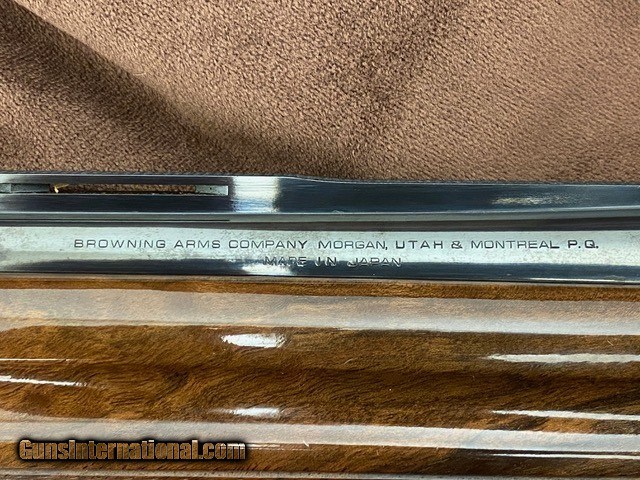 BROWNING ARMS COMPANY MORGAN, UTAH & MONTREAL P.Q.
MADE IN JAPAN
GunsInternational.com